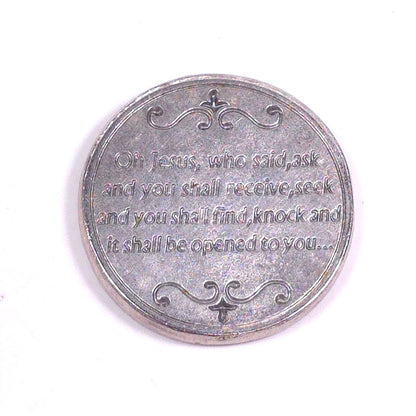 Oh Jesus, who said,ask
and you shall receive,seek
and you shall find,knock and
it shall be opened to you...